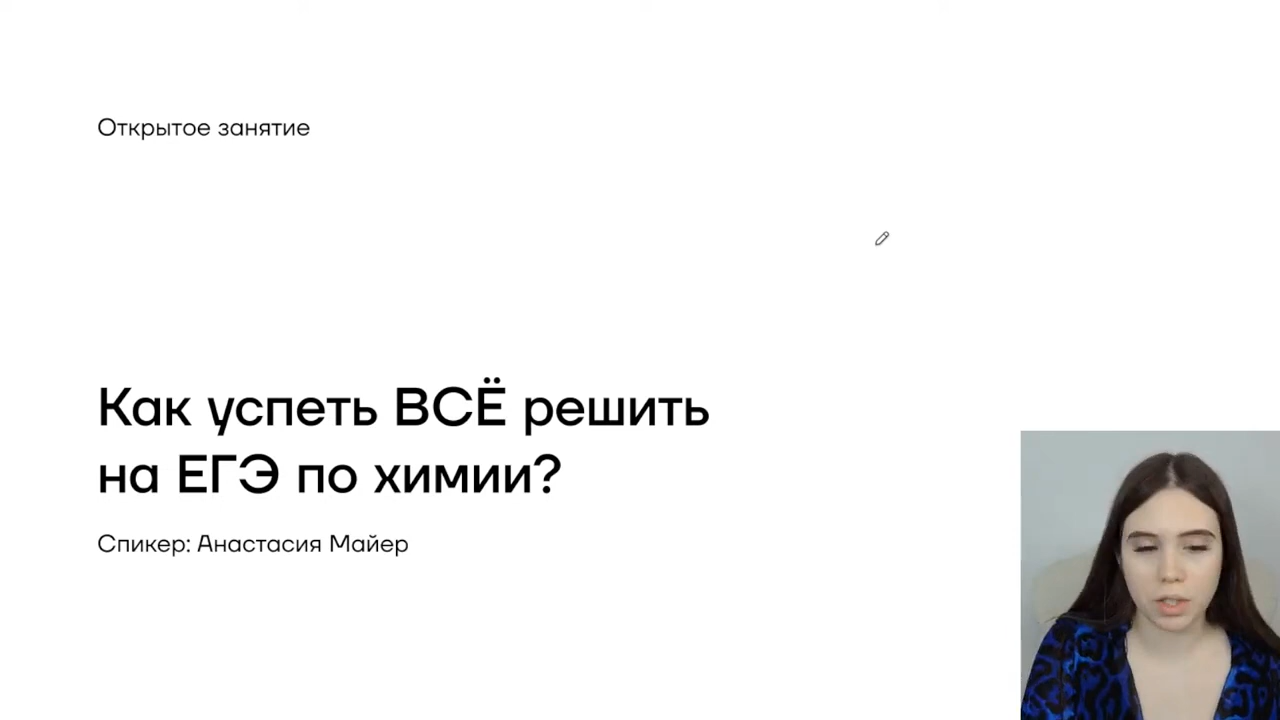 Открытое занятие
Как успеть ВСЁ решить
на ЕГЭ по химии?
Спикер: Анастасия Майер